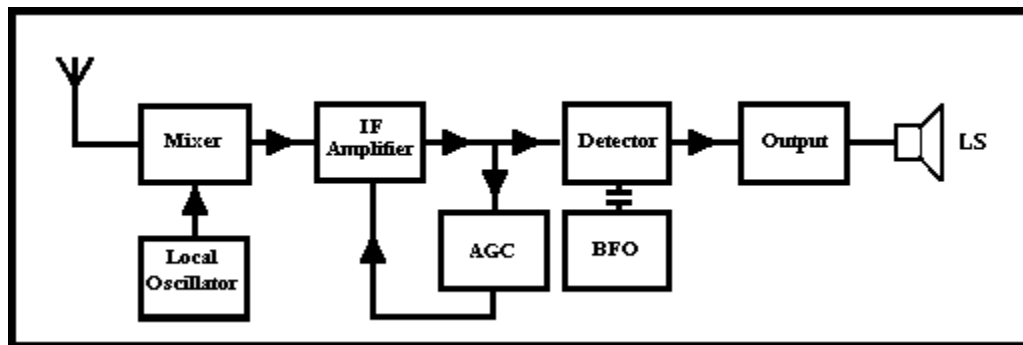 Mixer
IF
Amplifier
Detector
Output
LS
Local
Oscillator
AGC
BFO